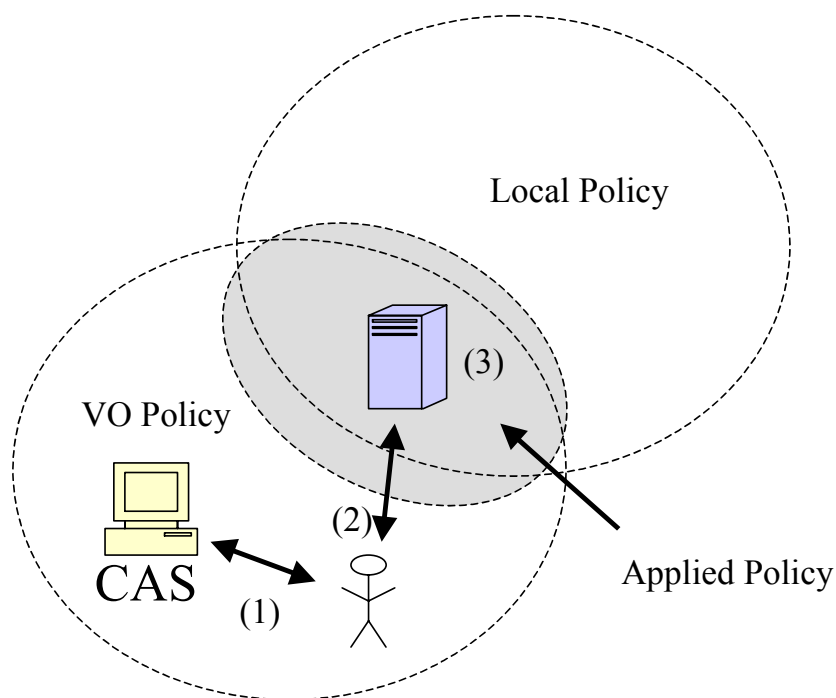 Local Policy
(3)
VO Policy
(2)
CAS
(1)
Applied Policy